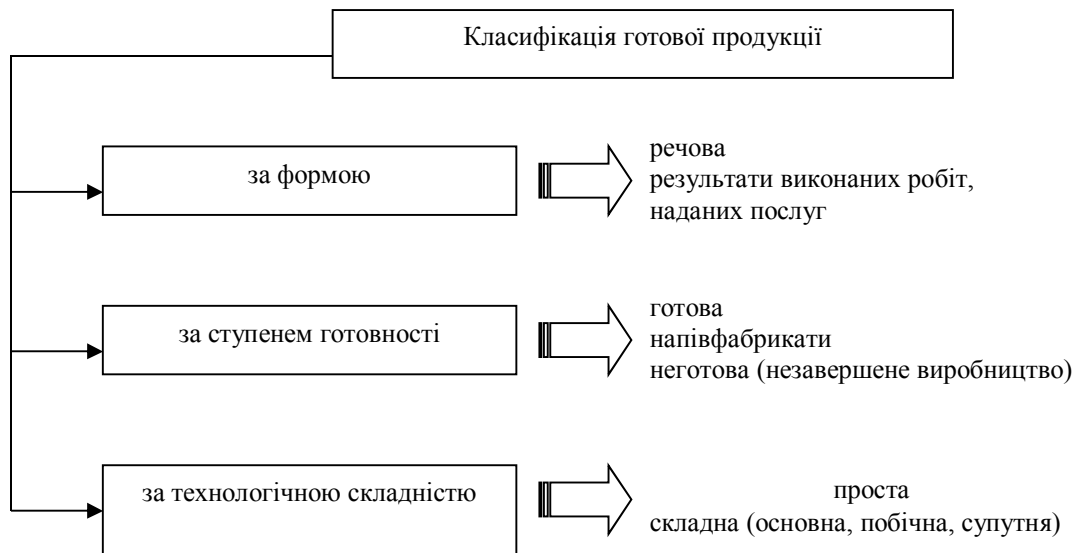 Класифікація готової продукції
за формою
речова
результати виконаних робіт,
наданих послуг
за ступенем готовності
готова
напівфабрикати
неготова (незавершене виробництво)
за технологічною складністю
проста
складна (основна, побічна, супутня)